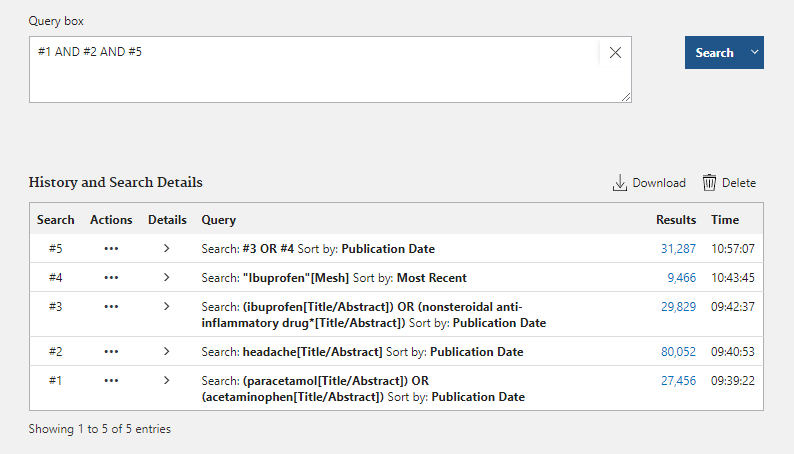 Query box
#1 AND #2 AND #5
Search
History and Search Details
Download
Delete
Search Actions Details Query Results Time
#5 ••• Search: #3 OR #4 Sort by: Publication Date 31,287 10:57:07
#4 ••• Search: "Ibuprofen"[Mesh] Sort by: Most Recent 9,466 10:43:45
#3 ••• Search: (ibuprofen[Title/Abstract]) OR (nonsteroidal anti- 29,829 09:42:37
inflammatory drug*[Title/Abstract]) Sort by: Publication Date
#2 ••• Search: headache[Title/Abstract] Sort by: Publication Date 80,052 09:40:53
#1 ••• Search: (paracetamol[Title/Abstract]) OR 27,456 09:39:22
(acetaminophen[Title/Abstract]) Sort by: Publication Date
Showing 1 to 5 of 5 entries